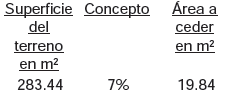 Superficie Concepto Área a
del ceder
terreno en m²
en m²
283.44 7% 19.84